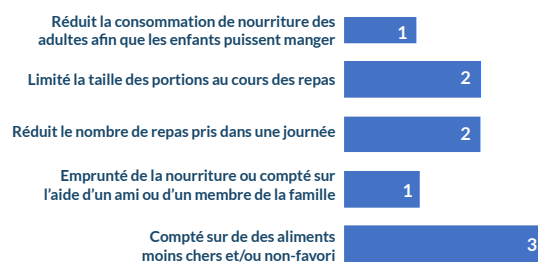 Réduit la consommation de nourriture des
adultes afin que les enfants puissent manger
1
Limité la taille des portions au cours des repas
2
Réduit le nombre de repas pris dans une journée
2
Emprunté de la nourriture ou compté sur
l’aide d’un ami ou d’un membre de la famille
1
Compté sur de des aliments
moins chers et/ou non-favori
3